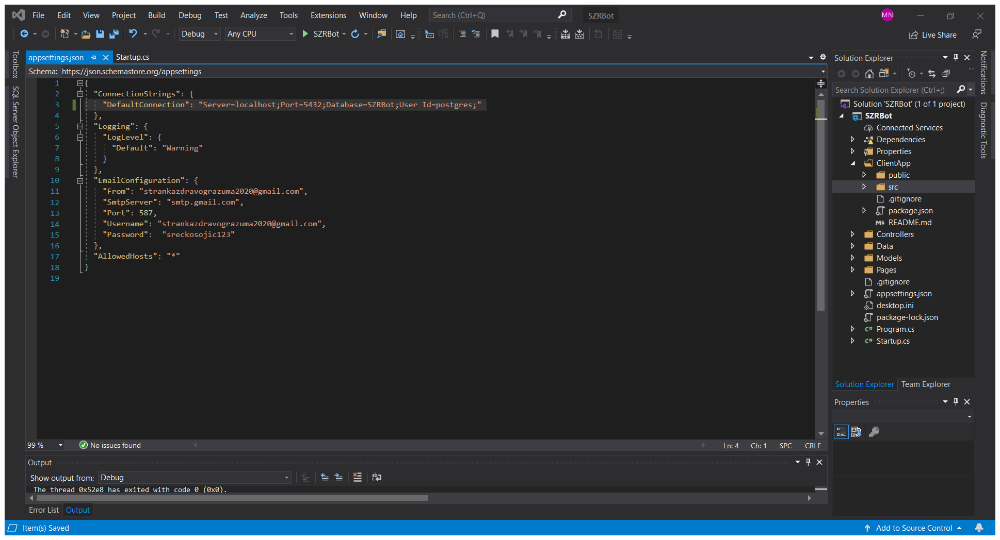 File Edit View Project Build Debug Test Analyze Tools Extensions Window Help Search (Ctrl+Q) SZRBot MN
Debug Any CPU SZRBot Live Share
Toolbox
SQL Server Object Explorer
appsettings.json Startup.cs
Schema: https://json.schemastore.org/appsettings
1 {
2 "ConnectionStrings": {
3 "DefaultConnection": "Server=localhost;Port=5432;Database=SZRBot;User Id=postgres;"
4 },
5 "Logging": {
6 "LogLevel": {
7 "Default": "Warning"
8 }
9 },
10 "EmailConfiguration": {
11 "From": "strankazdravograzuma2020@gmail.com",
12 "SmtpServer": "smtp.gmail.com",
13 "Port": 587,
14 "Username": "strankazdravograzuma2020@gmail.com",
15 "Password":  "sreckosojic123"
16 },
17 "AllowedHosts": "*"
18 }
19
99 % No issues found Ln: 4 Ch: 1 SPC CRLF
Output
Show output from: Debug
The thread 0x52e8 has exited with code 0 (0x0).
Error List Output
Solution Explorer
Search Solution Explorer (Ctrl+;)
Solution 'SZRBot' (1 of 1 project)
SZRBot
Connected Services
Dependencies
Properties
ClientApp
public
src
.gitignore
package.json
README.md
Controllers
Data
Models
Pages
.gitignore
appsettings.json
desktop.ini
package-lock.json
C# Program.cs
C# Startup.cs
Solution Explorer Team Explorer
Properties
Notifications
Diagnostic Tools
Item(s) Saved Add to Source Control